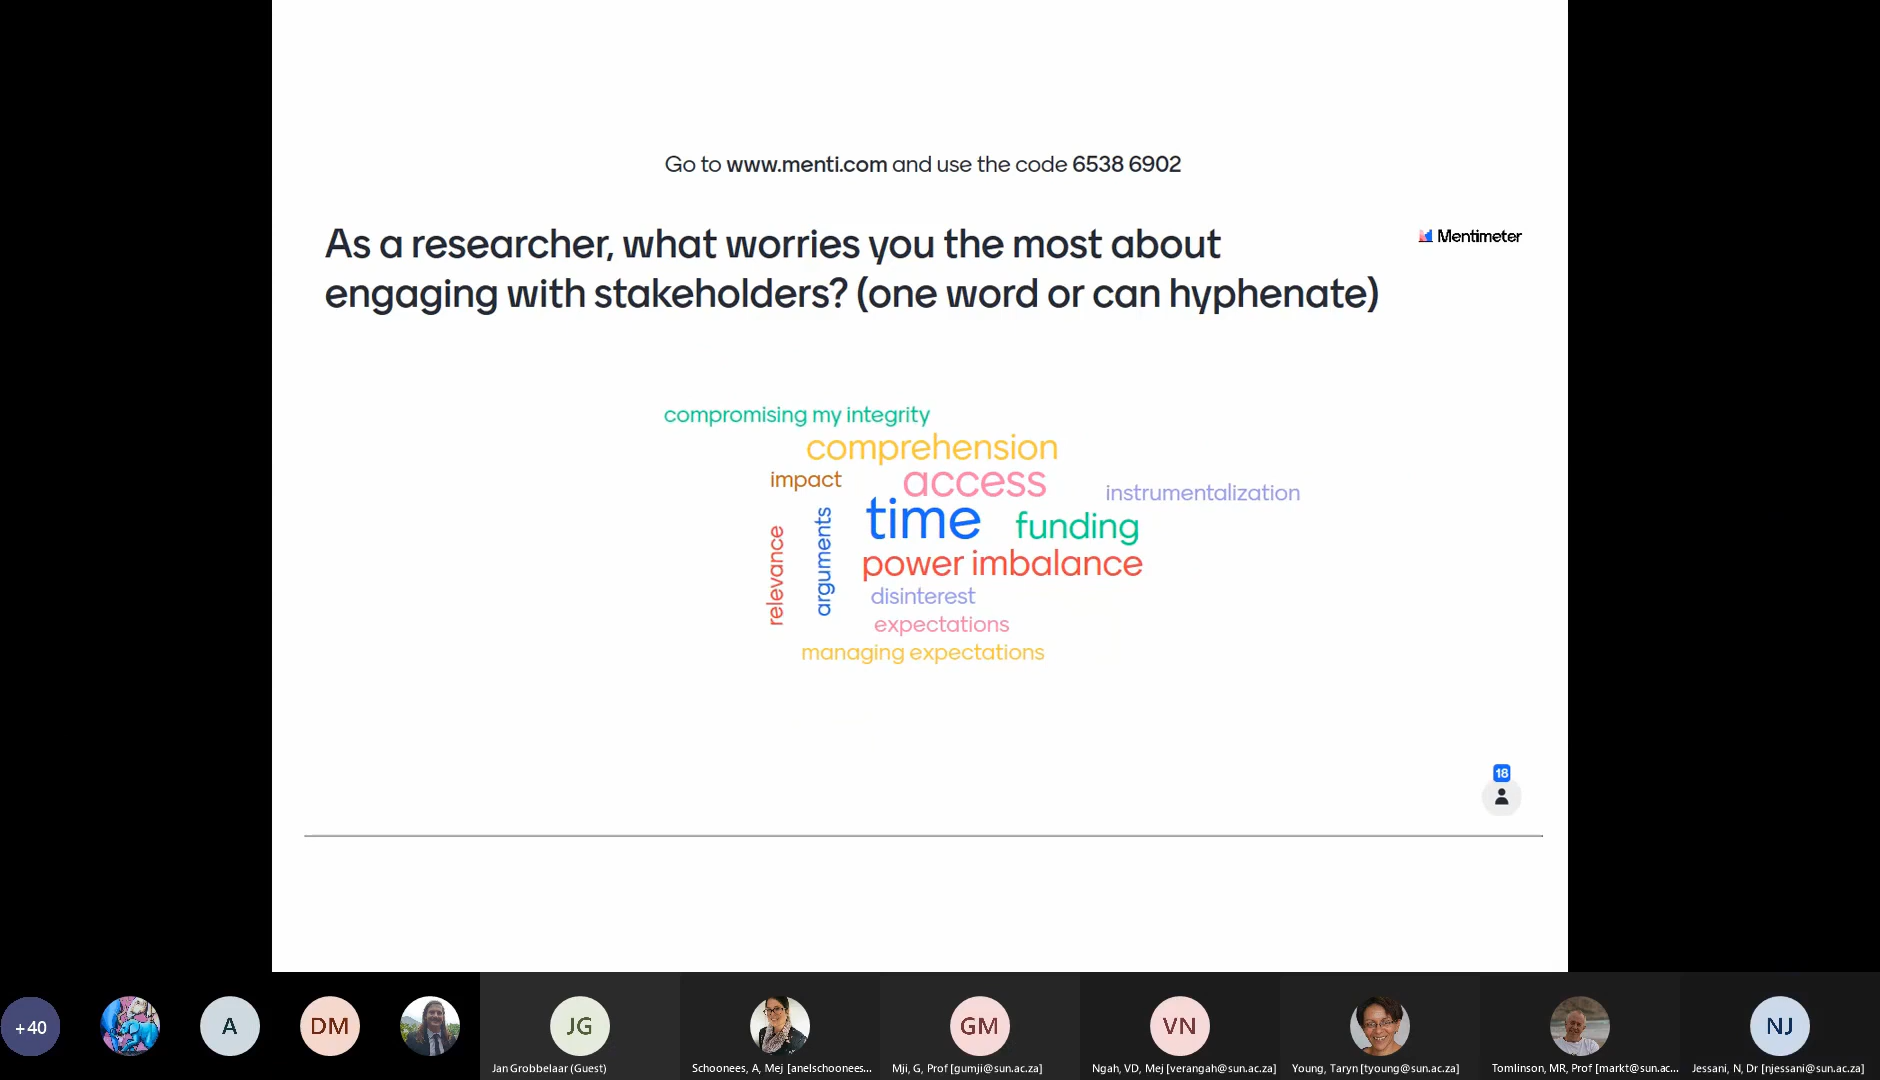 Go to www.menti.com and use the code 6538 6902
As a researcher, what worries you the most about
engaging with stakeholders? (one word or can hyphenate)
Mentimeter
compromising my integrity
comprehension
impact
access
instrumentalization
time
funding
relevance
arguments
power imbalance
disinterest
expectations
managing expectations
18
+40
A
DM
JG
GM
VN
NJ
Jan Grobbelaar (Guest)
Schoonees, A, Mej [anelschoonees...
Mji, G, Prof [gumji@sun.ac.za]
Ngah, VD, Mej [verangah@sun.ac.za]
Young, Taryn [tyoung@sun.ac.za]
Tomlinson, MR, Prof [markt@sun.ac...
Jessani, N, Dr [njessani@sun.ac.za]